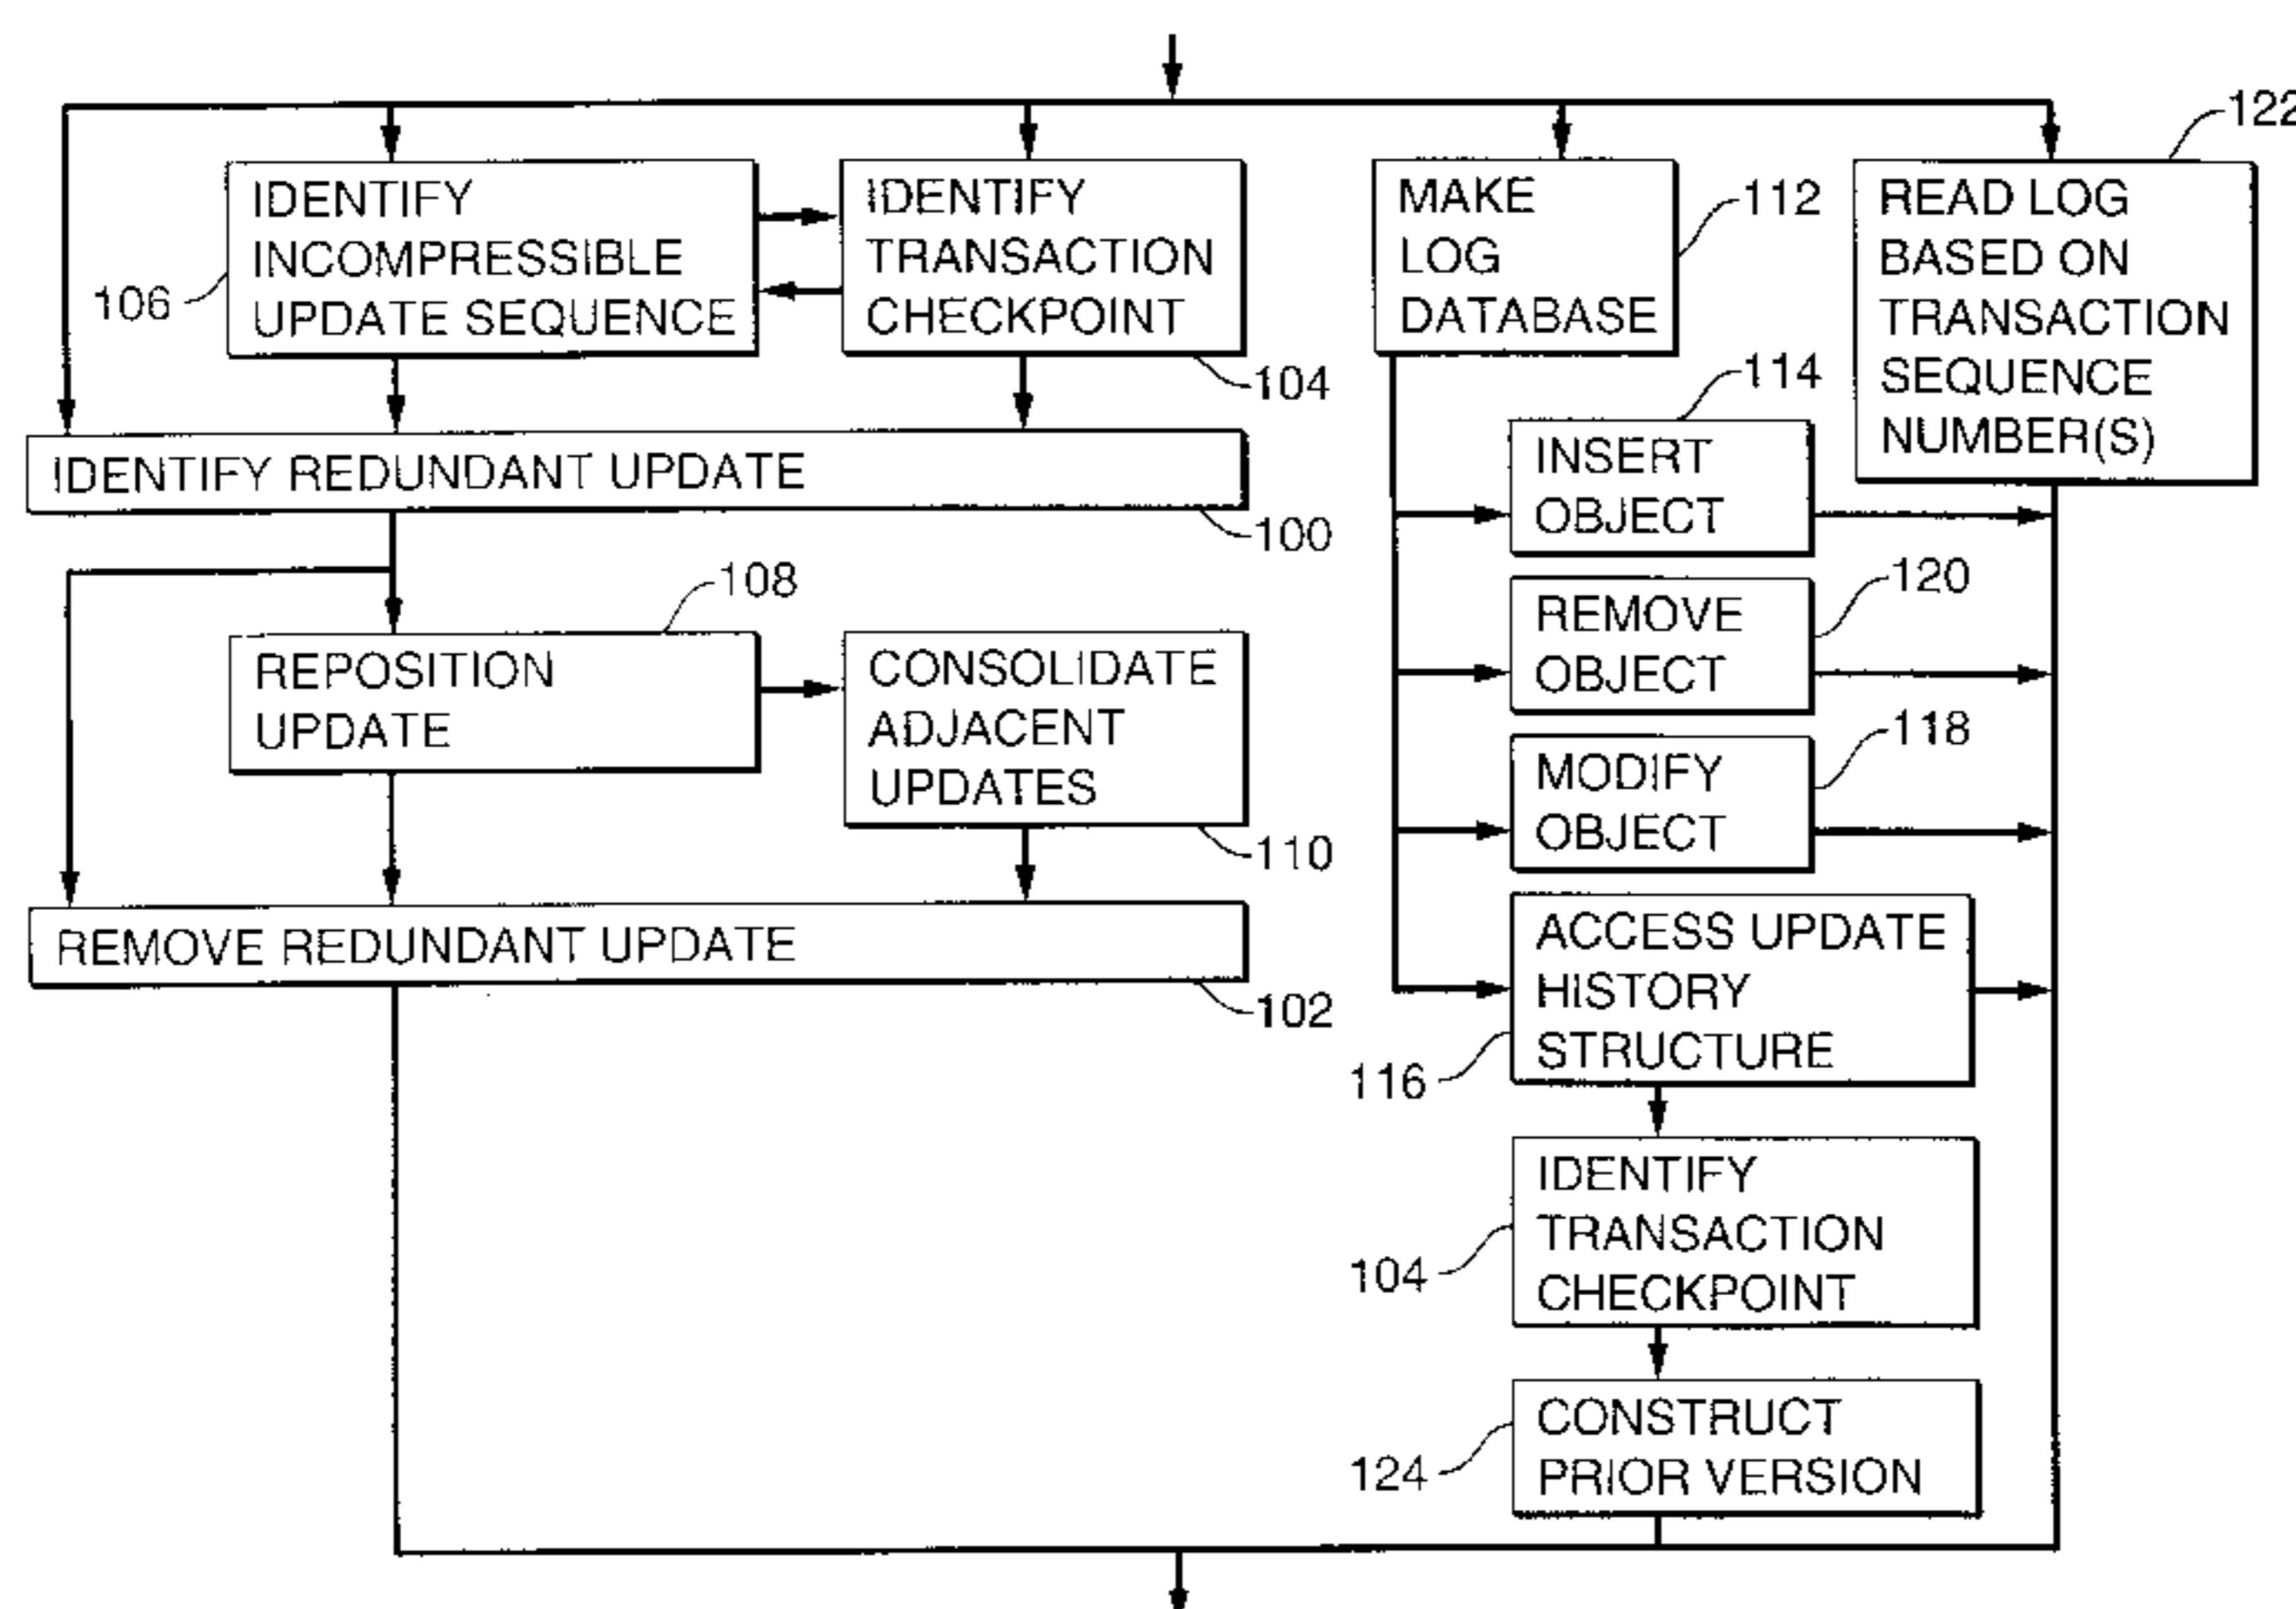 IDENTIFY
INCOMPRESSIBLE
UPDATE SEQUENCE
106
IDENTIFY
TRANSACTION
CHECKPOINT
104
IDENTIFY REDUNDANT UPDATE
100
REPOSITION
UPDATE
108
CONSOLIDATE
ADJACENT
UPDATES
110
REMOVE REDUNDANT UPDATE
102
MAKE
LOG
DATABASE
112
INSERT
OBJECT
114
REMOVE
OBJECT
120
MODIFY
OBJECT
118
ACCESS UPDATE
HISTORY
STRUCTURE
116
IDENTIFY
TRANSACTION
CHECKPOINT
104
CONSTRUCT
PRIOR VERSION
124
READ LOG
BASED ON
TRANSACTION
SEQUENCE
NUMBER(S)
122